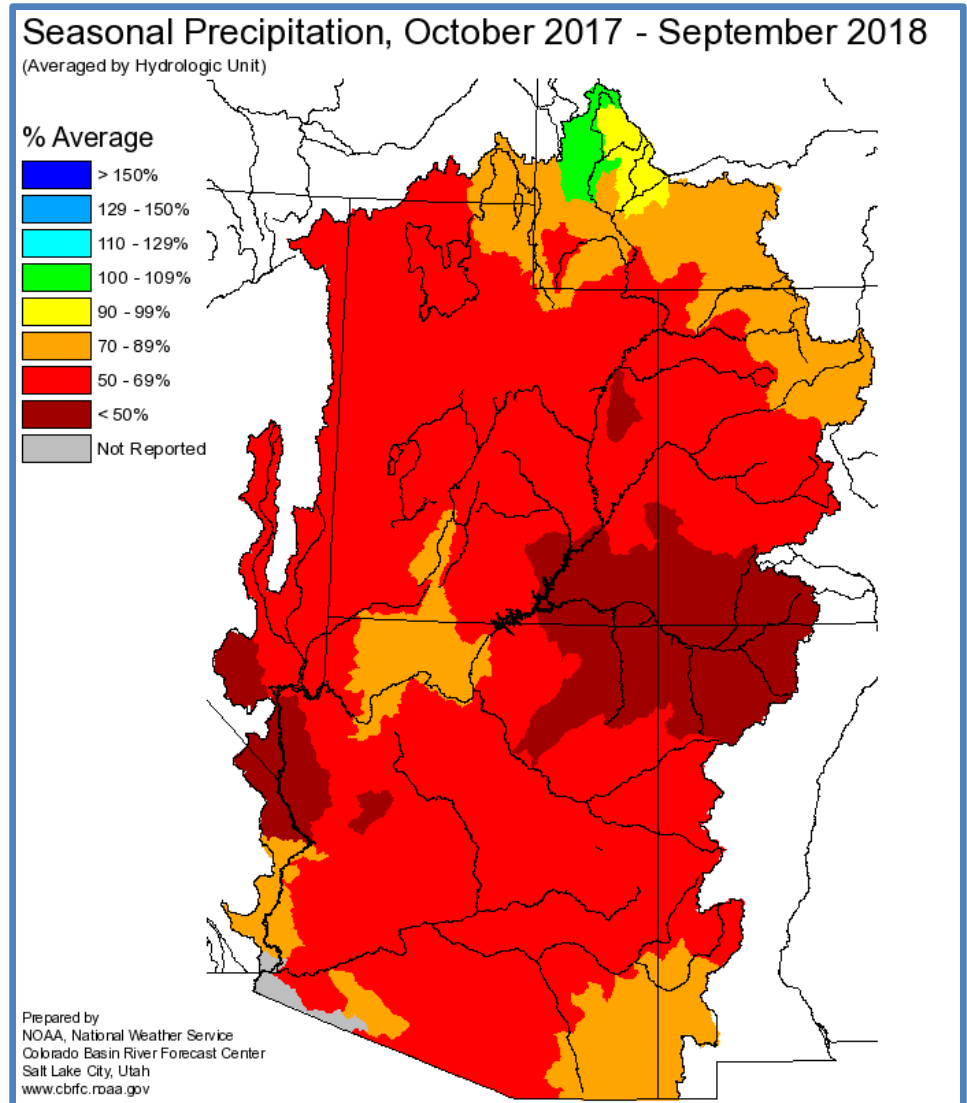 Seasonal Precipitation, October 2017 - September 2018
(Averaged by Hydrologic Unit)
% Average
> 150%
129 - 150%
110 - 129%
100 - 109%
90 - 99%
70 - 89%
50 - 69%
< 50%
Not Reported
Prepared by
NOAA, National Weather Service
Colorado Basin River Forecast Center
Salt Lake City, Utah
www.cbrfc.noaa.gov